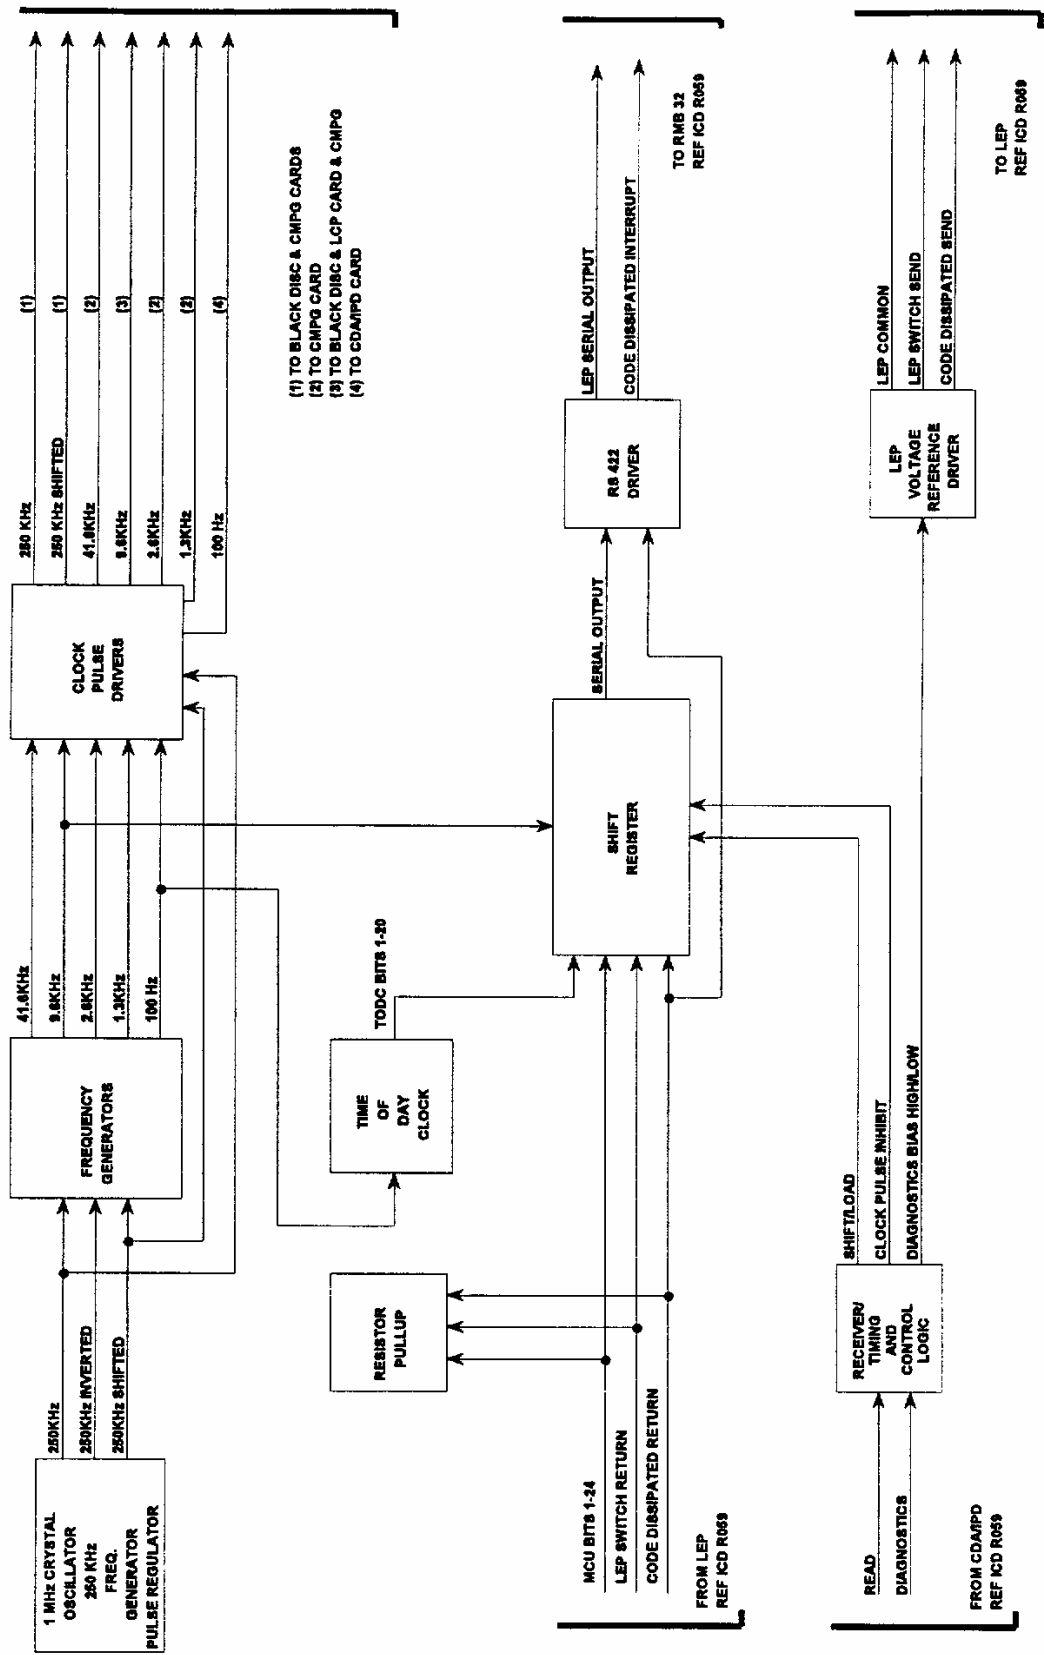 1 MHz CRYSTAL
OSCILLATOR
250 KHz
FREQ.
GENERATOR
PULSE REGULATOR
250KHz
250KHz INVERTED
250KHz SHIFTED
FREQUENCY
GENERATORS
41.6KHz
9.6KHz
2.6KHz
1.3KHz
100 Hz
CLOCK
PULSE
DRIVERS
250 KHz (1)
250 KHz SHIFTED (1)
41.6KHz (2)
9.6KHz (3)
2.6KHz (2)
1.3KHz (2)
100 Hz (4)
(1) TO BLACK DISC & CMPG CARDS
(2) TO CMPG CARD
(3) TO BLACK DISC & LCP CARD & CMPG
(4) TO CDA/IPD CARD
RESISTOR
PULLUP
TIME
OF
DAY
CLOCK
TODC BITS 1-20
MCU BITS 1-24
LEP SWITCH RETURN
CODE DISSIPATED RETURN
FROM LEP
REF ICD R059
SHIFT
REGISTER
SERIAL OUTPUT
RS 422
DRIVER
LEP SERIAL OUTPUT
CODE DISSIPATED INTERRUPT
TO RMB 32
REF ICD R059
READ
DIAGNOSTICS
FROM CDA/IPD
REF ICD R059
RECEIVER/
TIMING
AND
CONTROL
LOGIC
SHIFT/LOAD
CLOCK PULSE INHIBIT
DIAGNOSTICS BIAS HIGH/LOW
LEP
VOLTAGE
REFERENCE
DRIVER
LEP COMMON
LEP SWITCH SEND
CODE DISSIPATED SEND
TO LEP
REF ICD R059